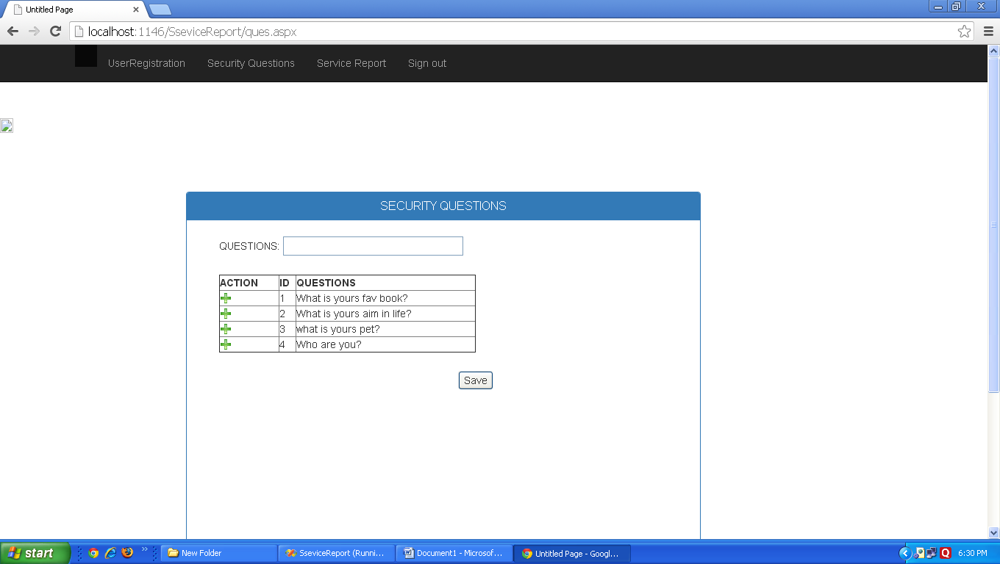 Untitled Page
localhost:1146/SseviceReport/ques.aspx
UserRegistration Security Questions Service Report Sign out
SECURITY QUESTIONS
QUESTIONS:
ACTION ID QUESTIONS
1 What is yours fav book?
2 What is yours aim in life?
3 what is yours pet?
4 Who are you?
Save
start New Folder SseviceReport (Runni... Document1 - Microsof... Untitled Page - Googl... 6:30 PM